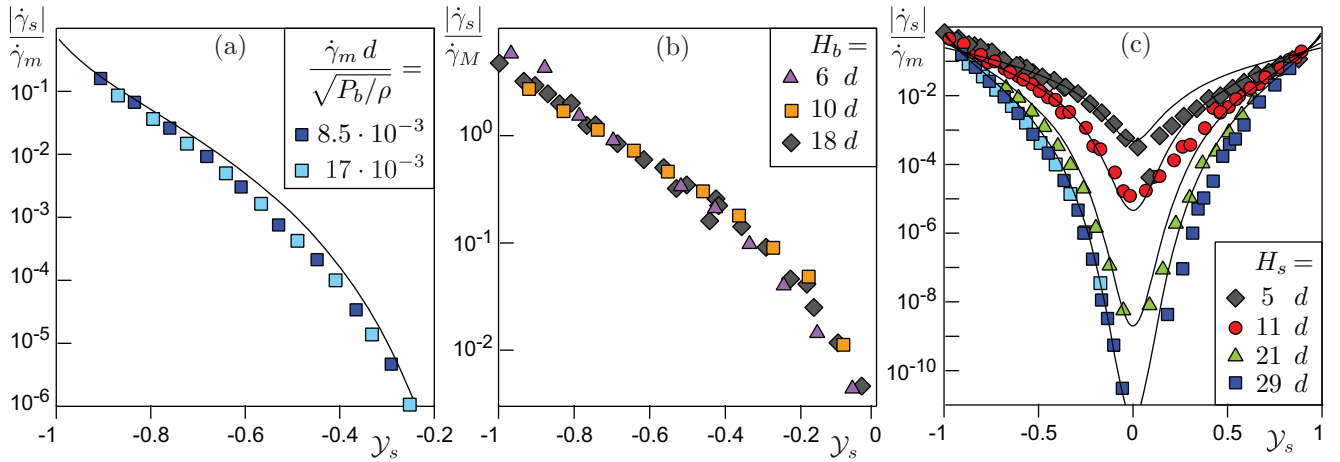 |γ̇_s|
γ̇_m
(a)
γ̇_m d
√(P_b/ρ) =
8.5 · 10⁻³
17 · 10⁻³
10⁻¹
10⁻²
10⁻³
10⁻⁴
10⁻⁵
10⁻⁶
-1 -0.8 -0.6 -0.4 -0.2
𝒴_s
|γ̇_s|
γ̇_M
(b)
H_b =
6 d
10 d
18 d
10⁰
10⁻¹
10⁻²
-1 -0.8 -0.6 -0.4 -0.2 0
𝒴_s
|γ̇_s|
γ̇_m
(c)
10⁻²
10⁻⁴
10⁻⁶
10⁻⁸
10⁻¹⁰
H_s =
5 d
11 d
21 d
29 d
-1 -0.5 0 0.5 1
𝒴_s